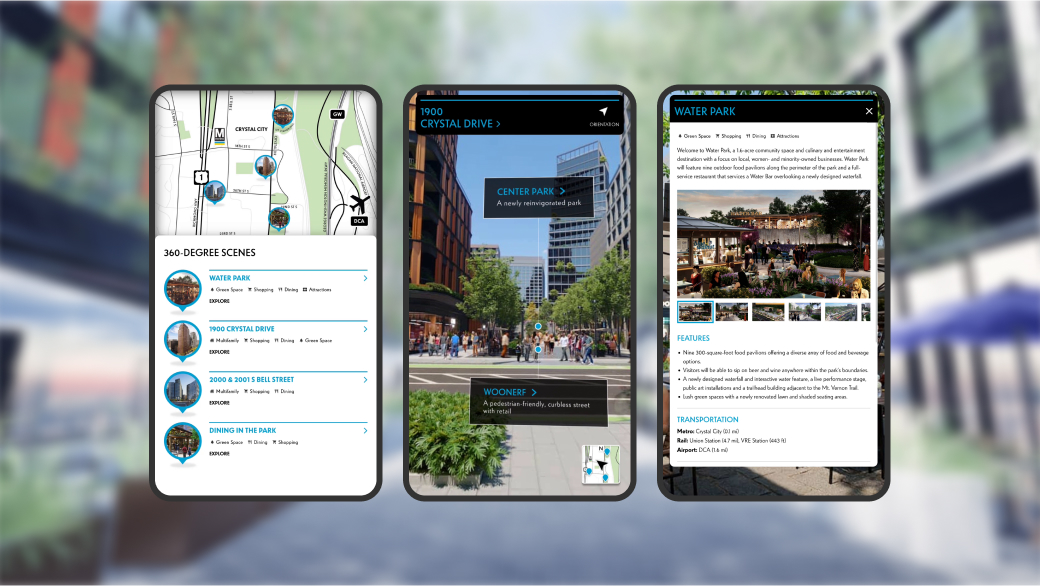 GW
CRYSTAL CITY
M
1
DCA
360-DEGREE SCENES
WATER PARK
Green Space Shopping Dining Attractions
EXPLORE
1900 CRYSTAL DRIVE
Multifamily Shopping Dining Green Space
EXPLORE
2000 & 2001 S BELL STREET
Multifamily Shopping Dining
EXPLORE
DINING IN THE PARK
Green Space Dining Shopping
EXPLORE
1900
CRYSTAL DRIVE
ORIENTATION
CENTER PARK
A newly reinvigorated park
WOONERF
A pedestrian-friendly, curbless street
with retail
N
WATER PARK
Green Space Shopping Dining Attractions
Welcome to Water Park, a 1.6-acre community space and culinary and entertainment
destination with a focus on local, women- and minority-owned businesses. Water Park
will feature nine outdoor food pavilions along the perimeter of the park and a full-
service restaurant that services a Water Bar overlooking a newly designed waterfall.
FEATURES
• Nine 300-square-foot food pavilions offering a diverse array of food and beverage
options.
• Visitors will be able to sip on beer and wine anywhere within the park's boundaries.
• A newly designed waterfall and interactive water feature, a live performance stage,
public art installations and a trailhead building adjacent to the Mt. Vernon Trail.
• Lush green spaces with a newly renovated lawn and shaded seating areas.
TRANSPORTATION
Metro: Crystal City (0.1 mi)
Rail: Union Station (4.7 mi), VRE Station (443 ft)
Airport: DCA (1.6 mi)